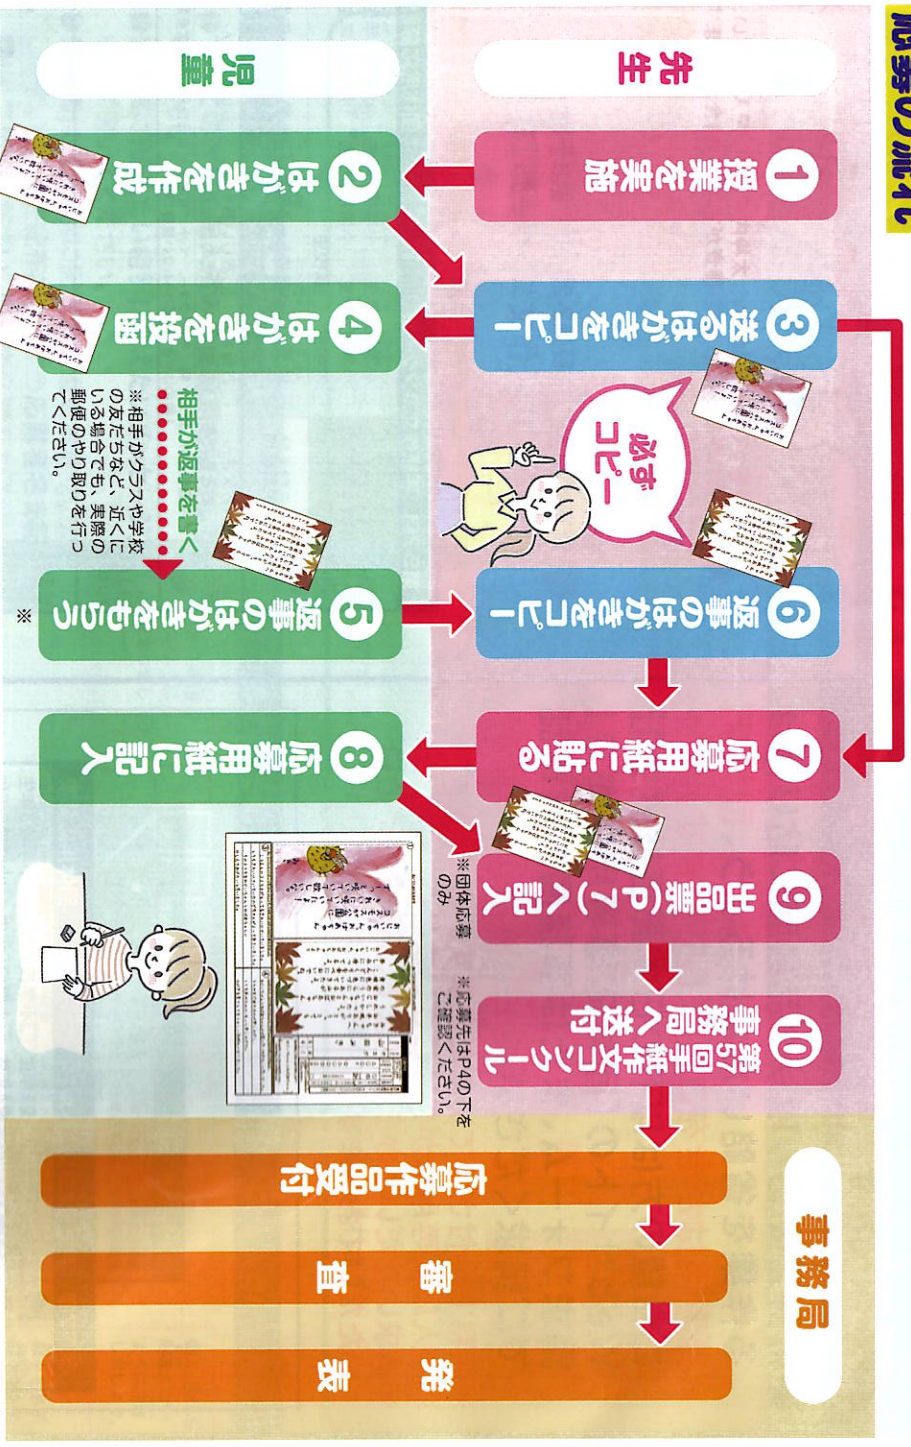 応募の流れ
先生
児童
事務局
1 授業を実施
2 はがきを作成
3 送るはがきをコピー
4 はがきを投函
必ず
コピー
相手が返事を書く
※相手がクラスや学校
の友だちなど、近くに
いる場合でも、実際の
郵便のやり取りを行っ
てください。
5 返事のはがきをもらう
※
6 返事のはがきをコピー
7 応募用紙に貼る
8 応募用紙に記入
9 出品票(P7)へ記入
※団体応募
のみ
10 第57回手紙作文コンクール
事務局へ送付
※応募先はP4の下を
ご確認ください。
応募作品受付
審査
発表